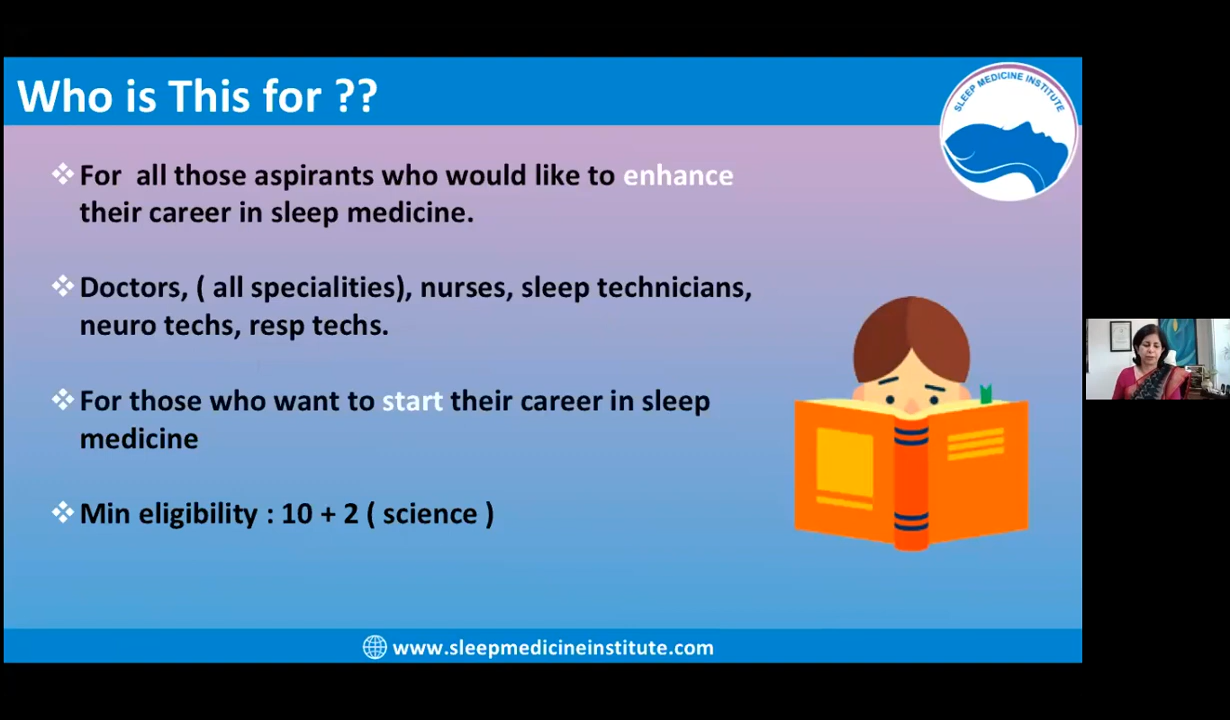 Who is This for ??
SLEEP MEDICINE INSTITUTE
❖ For all those aspirants who would like to enhance
their career in sleep medicine.
❖ Doctors, ( all specialities), nurses, sleep technicians,
neuro techs, resp techs.
❖ For those who want to start their career in sleep
medicine
❖ Min eligibility : 10 + 2 ( science )
www.sleepmedicineinstitute.com